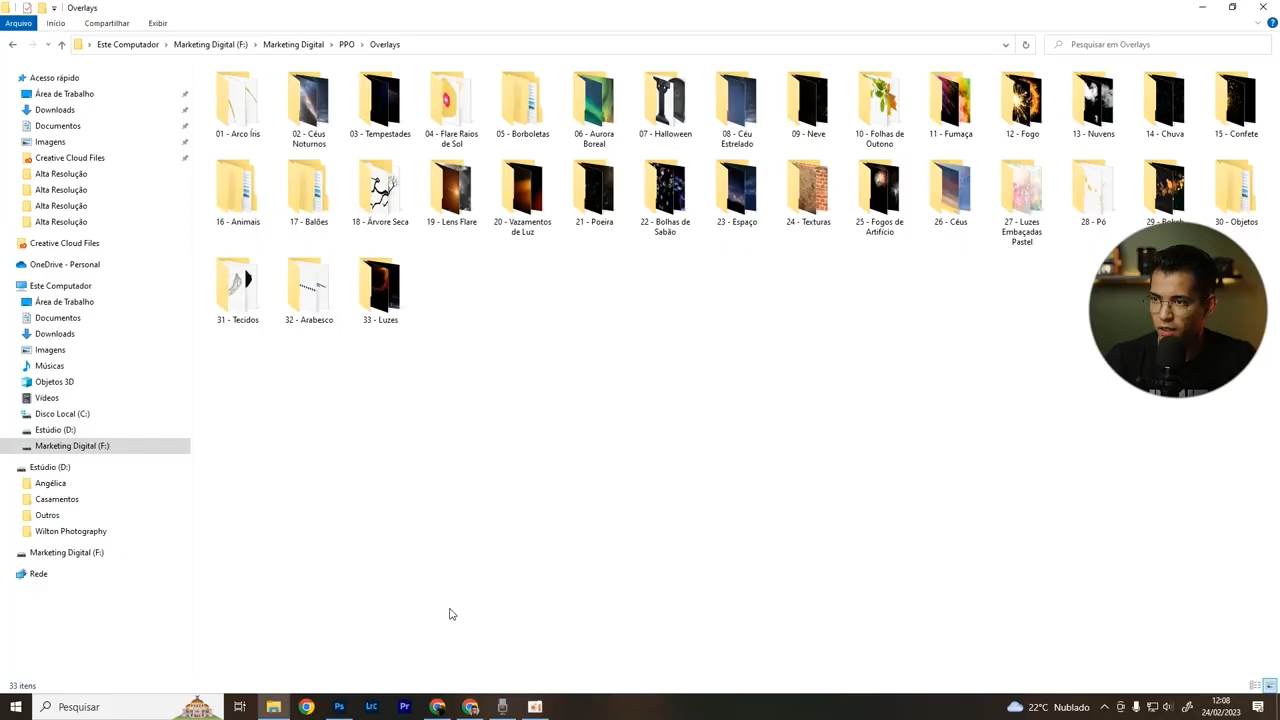 Overlays
Arquivo Início Compartilhar Exibir
Este Computador > Marketing Digital (F:) > Marketing Digital > PPO > Overlays
Pesquisar em Overlays
Acesso rápido
Área de Trabalho
Downloads
Documentos
Imagens
Creative Cloud Files
Alta Resolução
Alta Resolução
Alta Resolução
Alta Resolução
Creative Cloud Files
OneDrive - Personal
Este Computador
Área de Trabalho
Documentos
Downloads
Imagens
Músicas
Objetos 3D
Vídeos
Disco Local (C:)
Estúdio (D:)
Marketing Digital (F:)
Estúdio (D:)
Angélica
Casamentos
Outros
Wilton Photography
Marketing Digital (F:)
Rede
01 - Arco Íris
02 - Céus
Noturnos
03 - Tempestades
04 - Flare Raios
de Sol
05 - Borboletas
06 - Aurora
Boreal
07 - Halloween
08 - Céu
Estrelado
09 - Neve
10 - Folhas de
Outono
11 - Fumaça
12 - Fogo
13 - Nuvens
14 - Chuva
15 - Confete
16 - Animais
17 - Balões
18 - Árvore Seca
19 - Lens Flare
20 - Vazamentos
de Luz
21 - Poeira
22 - Bolhas de
Sabão
23 - Espaço
24 - Texturas
25 - Fogos de
Artifício
26 - Céus
27 - Luzes
Embaçadas
Pastel
28 - Pó
29 - Bokeh
30 - Objetos
31 - Tecidos
32 - Arabesco
33 - Luzes
33 itens
Pesquisar
Ps
Lrc
Pr
22°C Nublado
12:08
24/02/2023